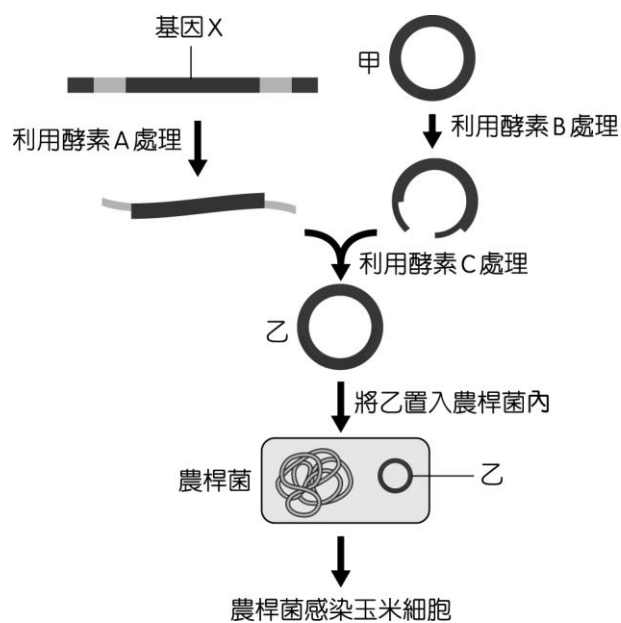 基因X
甲
利用酵素A處理
利用酵素B處理
利用酵素C處理
乙
將乙置入農桿菌內
農桿菌
乙
農桿菌感染玉米細胞